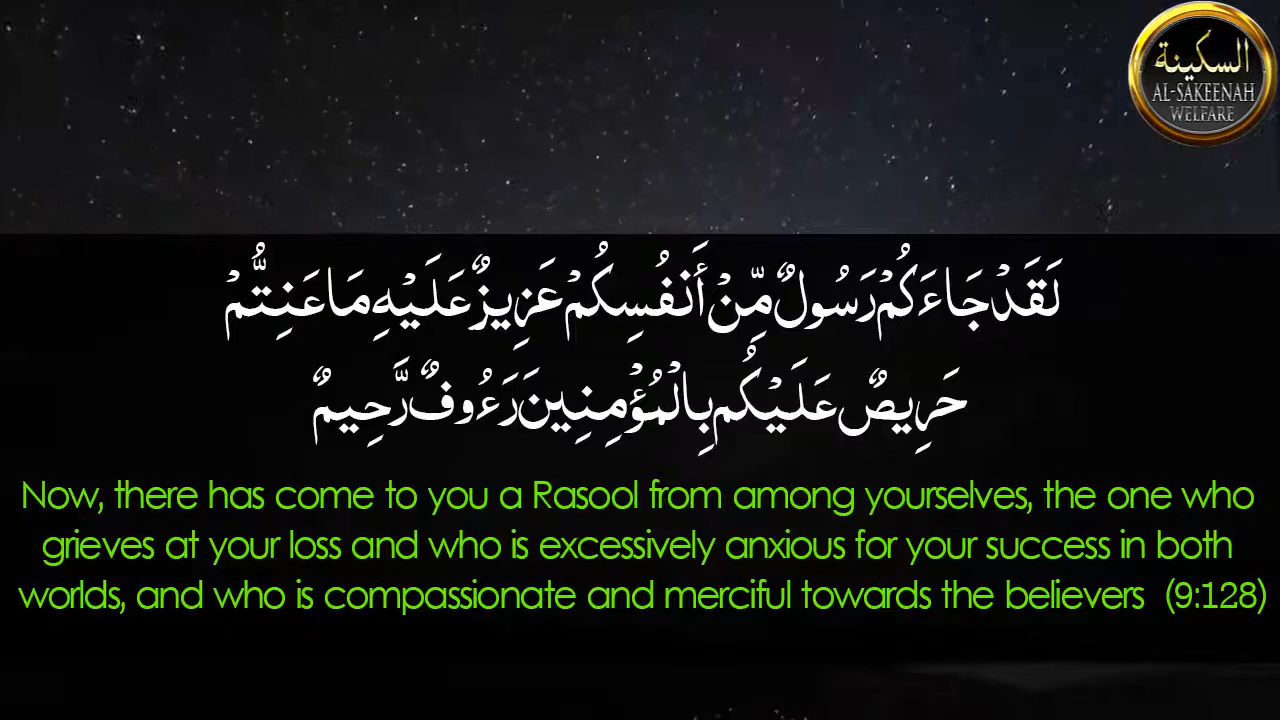 السكينة
AL-SAKEENAH
WELFARE
لَقَدْ جَاءَكُمْ رَسُولٌ مِّنْ أَنفُسِكُمْ عَزِيزٌ عَلَيْهِ مَا عَنِتُّمْ
حَرِيصٌ عَلَيْكُم بِالْمُؤْمِنِينَ رَءُوفٌ رَّحِيمٌ
Now, there has come to you a Rasool from among yourselves, the one who
grieves at your loss and who is excessively anxious for your success in both
worlds, and who is compassionate and merciful towards the believers (9:128)